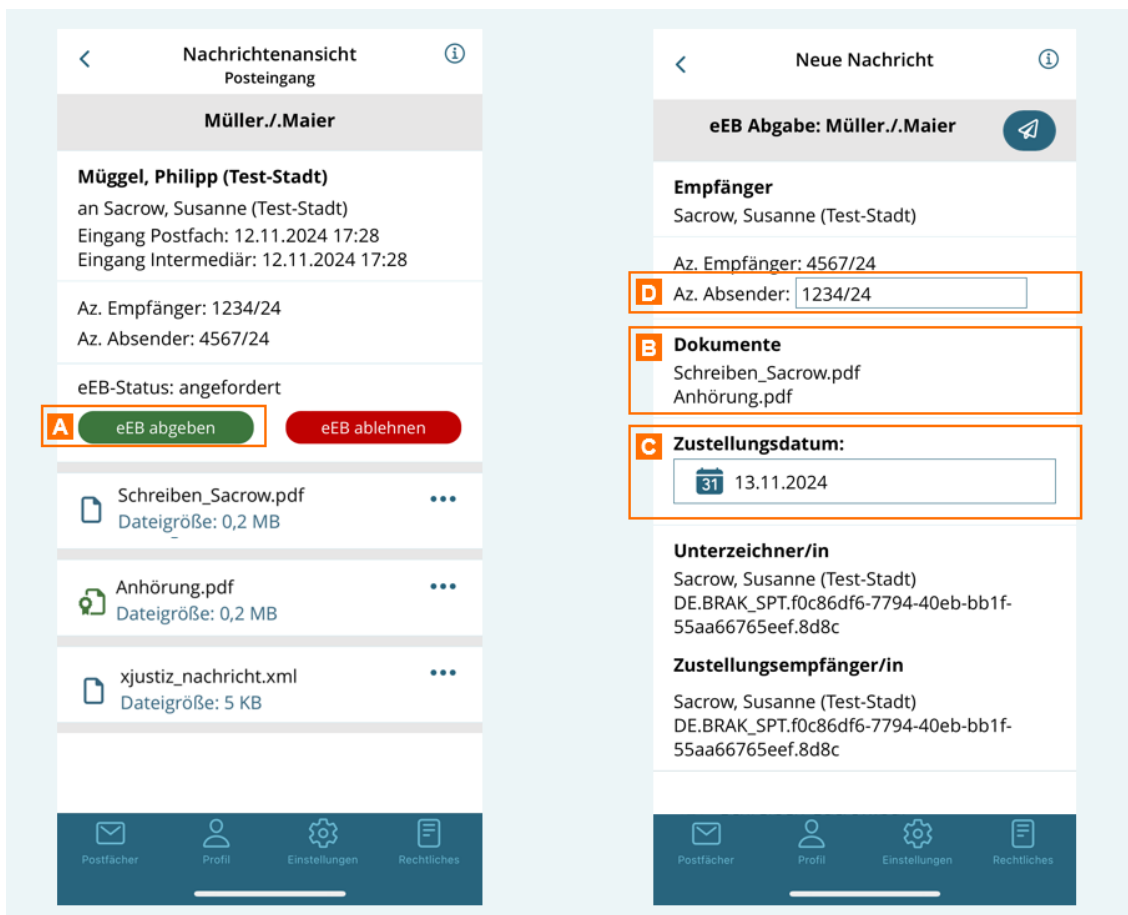 Nachrichtenansicht
Posteingang
Müller./.Maier
Müggel, Philipp (Test-Stadt)
an Sacrow, Susanne (Test-Stadt)
Eingang Postfach: 12.11.2024 17:28
Eingang Intermediär: 12.11.2024 17:28
Az. Empfänger: 1234/24
Az. Absender: 4567/24
eEB-Status: angefordert
A eEB abgeben eEB ablehnen
Schreiben_Sacrow.pdf
Dateigröße: 0,2 MB
Anhörung.pdf
Dateigröße: 0,2 MB
xjustiz_nachricht.xml
Dateigröße: 5 KB
Postfächer Profil Einstellungen Rechtliches
Neue Nachricht
eEB Abgabe: Müller./.Maier
Empfänger
Sacrow, Susanne (Test-Stadt)
Az. Empfänger: 4567/24
D Az. Absender: 1234/24
B Dokumente
Schreiben_Sacrow.pdf
Anhörung.pdf
C Zustellungsdatum:
31 13.11.2024
Unterzeichner/in
Sacrow, Susanne (Test-Stadt)
DE.BRAK_SPT.f0c86df6-7794-40eb-bb1f-
55aa66765eef.8d8c
Zustellungsempfänger/in
Sacrow, Susanne (Test-Stadt)
DE.BRAK_SPT.f0c86df6-7794-40eb-bb1f-
55aa66765eef.8d8c
Postfächer Profil Einstellungen Rechtliches